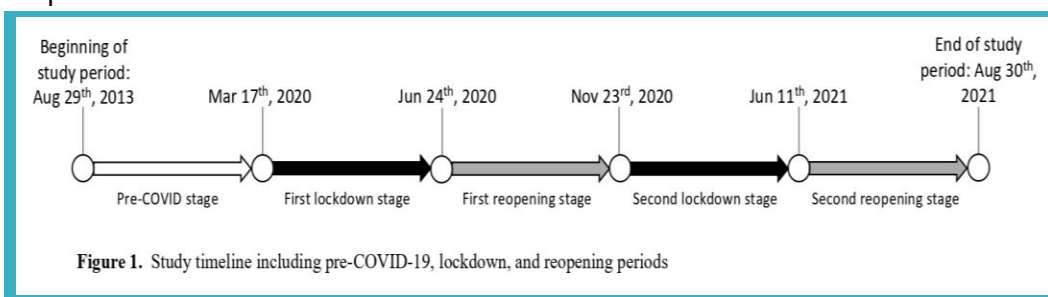 Beginning of
study period:
Aug 29th, 2013
Mar 17th, 2020
Jun 24th, 2020
Nov 23rd, 2020
Jun 11th, 2021
End of study
period: Aug 30th,
2021
Pre-COVID stage
First lockdown stage
First reopening stage
Second lockdown stage
Second reopening stage
Figure 1. Study timeline including pre-COVID-19, lockdown, and reopening periods